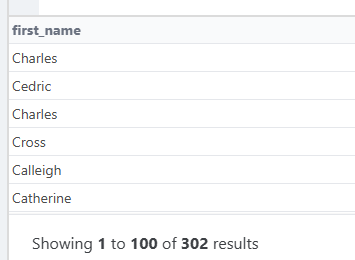 first_name
Charles
Cedric
Charles
Cross
Calleigh
Catherine
Showing 1 to 100 of 302 results